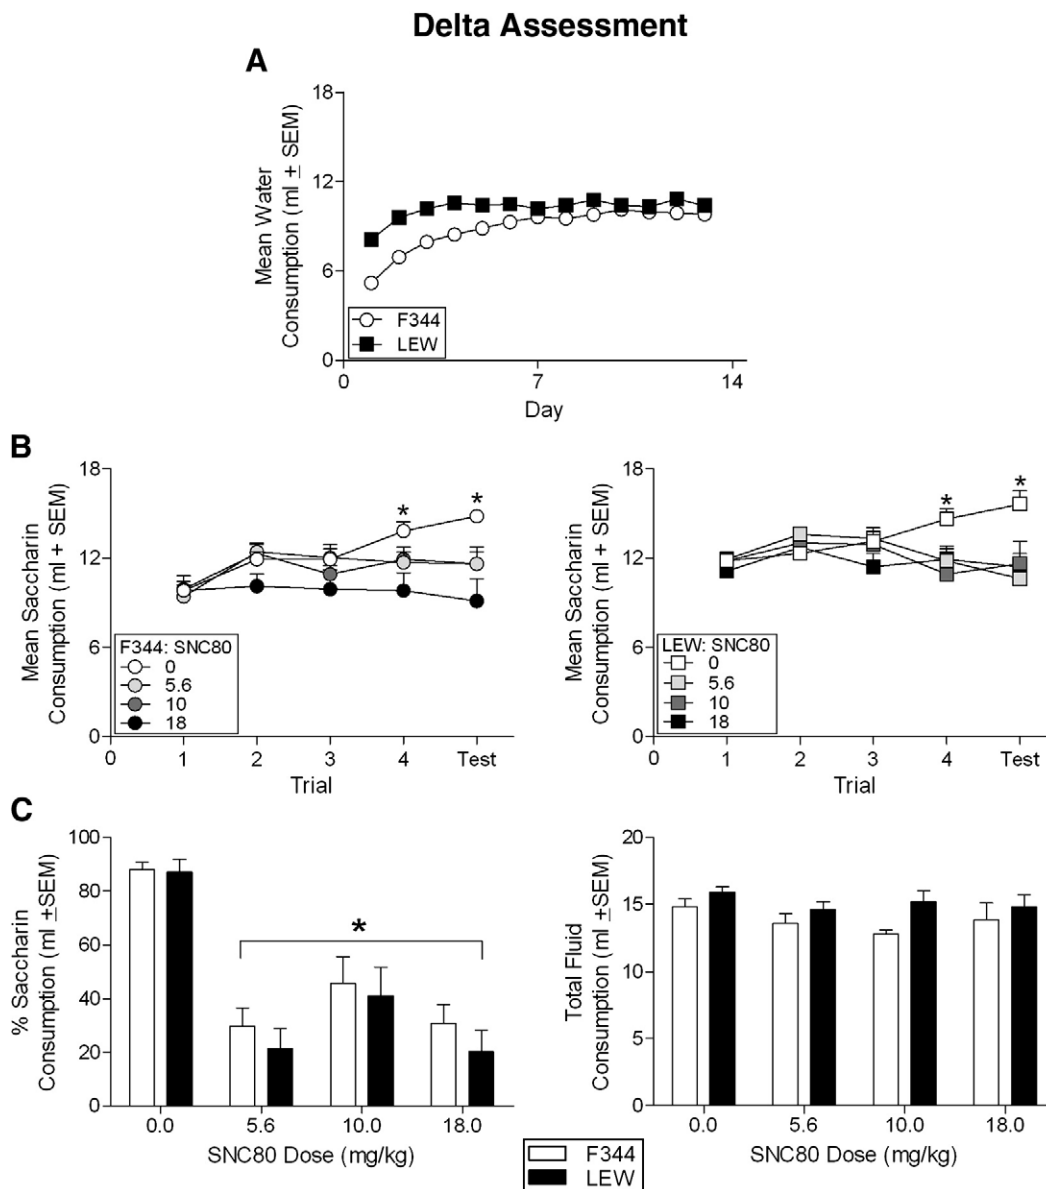 Delta Assessment
A
Mean Water
Consumption (ml ± SEM)
18
12
6
0
F344
LEW
0 7 14
Day
B
Mean Saccharin
Consumption (ml + SEM)
18
12
6
0
* *
F344: SNC80
0
5.6
10
18
0 1 2 3 4 Test
Trial
Mean Saccharin
Consumption (ml + SEM)
18
12
6
0
* *
LEW: SNC80
0
5.6
10
18
0 1 2 3 4 Test
Trial
C
% Saccharin
Consumption (ml ±SEM)
100
80
60
40
20
0
*
0.0 5.6 10.0 18.0
SNC80 Dose (mg/kg)
Total Fluid
Consumption (ml ±SEM)
20
15
10
5
0
0.0 5.6 10.0 18.0
SNC80 Dose (mg/kg)
F344
LEW